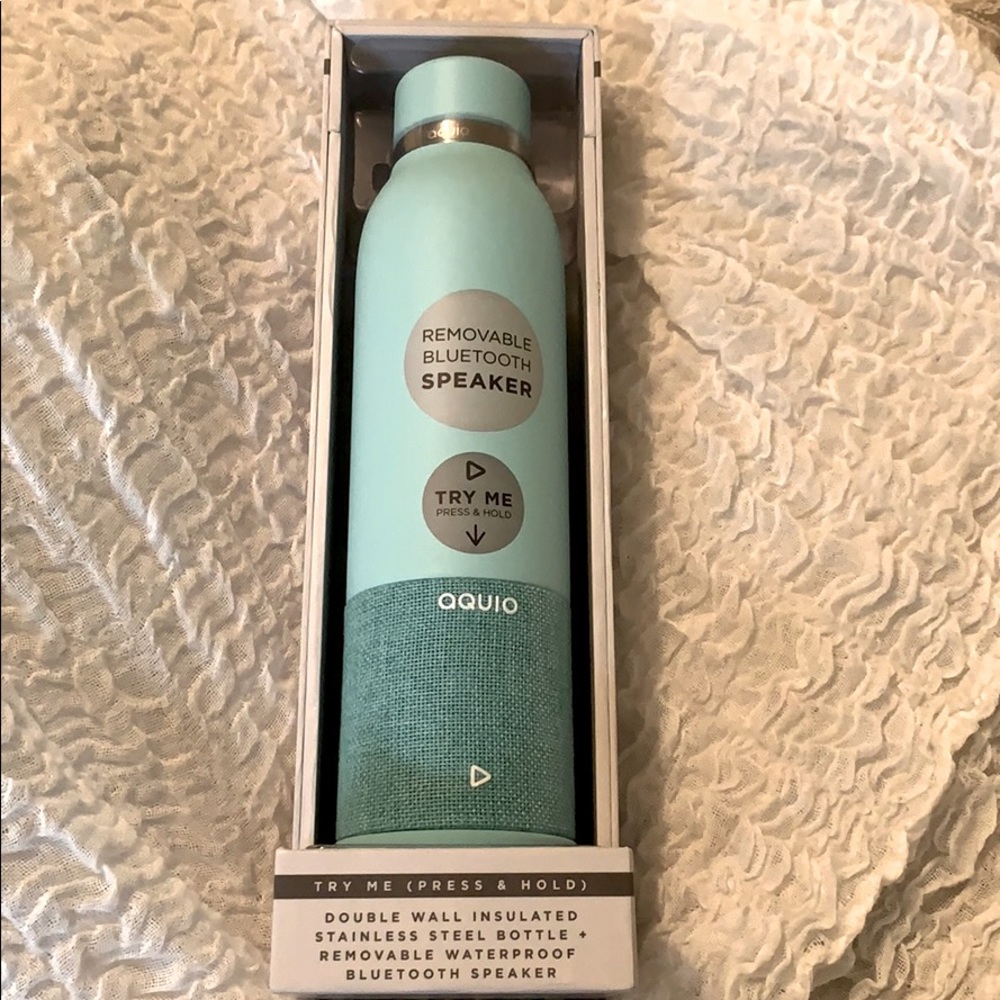 aquio
REMOVABLE
BLUETOOTH
SPEAKER
TRY ME
PRESS & HOLD
aquio
TRY ME (PRESS & HOLD)
DOUBLE WALL INSULATED
STAINLESS STEEL BOTTLE +
REMOVABLE WATERPROOF
BLUETOOTH SPEAKER